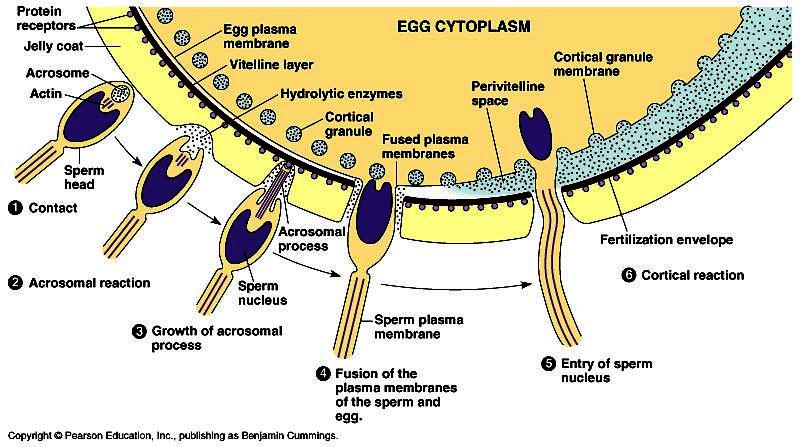 Protein
receptors
Jelly coat
Acrosome
Actin
Sperm
head
1 Contact
2 Acrosomal reaction
Egg plasma
membrane
Vitelline layer
Hydrolytic enzymes
Cortical
granule
Fused plasma
membranes
EGG CYTOPLASM
Perivitelline
space
Cortical granule
membrane
Acrosomal
process
Sperm
nucleus
3 Growth of acrosomal
process
Sperm plasma
membrane
4 Fusion of the
plasma membranes
of the sperm and
egg.
Fertilization envelope
6 Cortical reaction
5 Entry of sperm
nucleus
Copyright © Pearson Education, Inc., publishing as Benjamin Cummings.